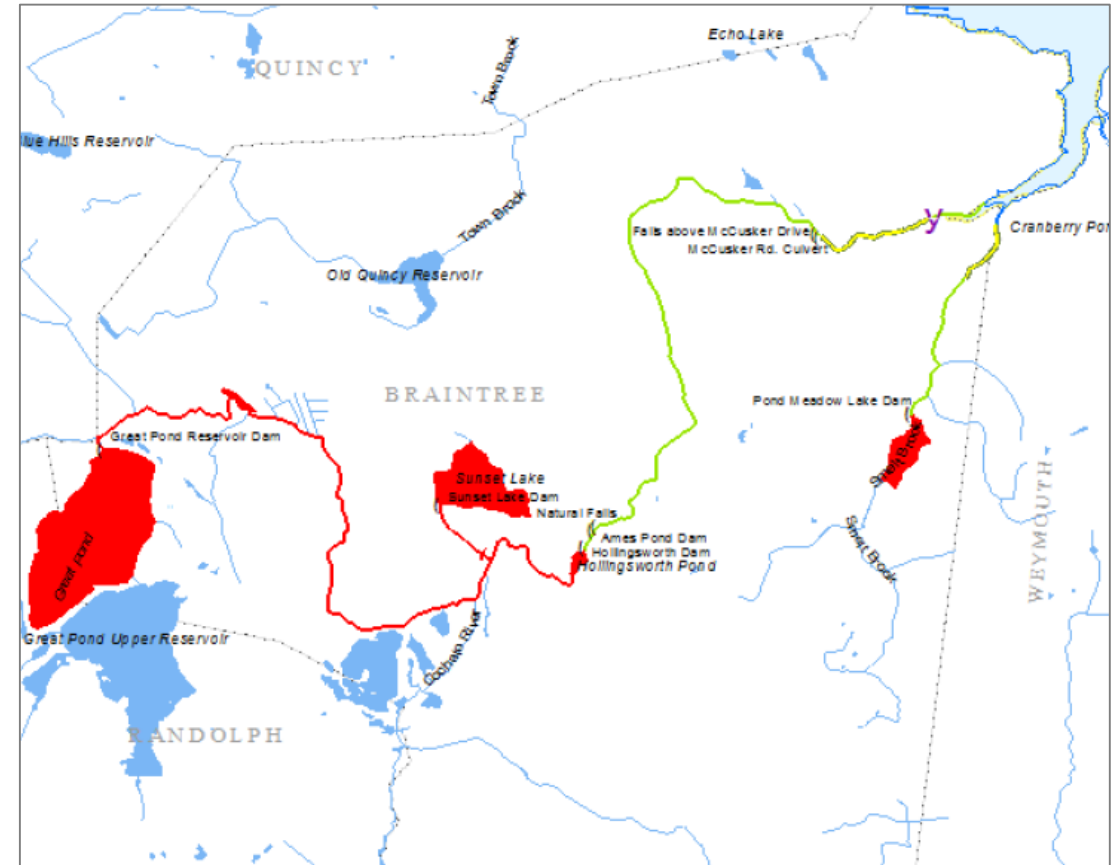 Echo Lake
QUINCY
Town Brook
lue Hills Reservoir
Town Brook
Falls above McCusker Drive
y
Cranberry Pon
McCusker Rd. Culvert
Old Quincy Reservoir
BRAINTREE
Pond Meadow Lake Dam
Great Pond Reservoir Dam
Smelt Brook
Sunset Lake
Sunset Lake Dam
Natural Falls
Ames Pond Dam
Hollingsworth Dam
Hollingsworth Pond
Great pond
Smelt Brook
WEYMOUTH
Great Pond Upper Reservoir
Cochato River
RANDOLPH